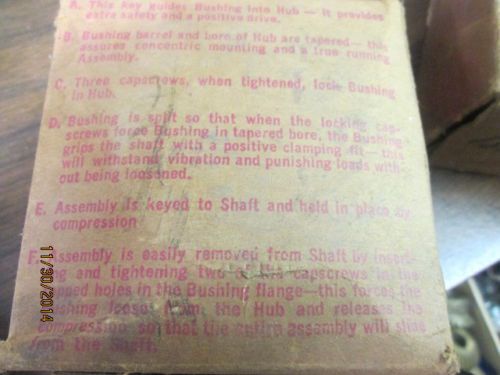 A. This key guides Bushing into Hub — it provides
extra safety and a positive drive.
B. Bushing barrel and bore of Hub are tapered— this
assures concentric mounting and a true running
Assembly.
C. Three capscrews, when tightened, lock Bushing
in Hub.
D. Bushing is split so that when the locking cap-
screws force Bushing in tapered bore, the Bushing
grips the shaft with a positive clamping fit—this
will withstand vibration and punishing loads with-
out being loosened.
E. Assembly is keyed to Shaft and held in place by
compression
F. Assembly is easily removed from Shaft by insert-
ing and tightening two of the capscrews in the
tapped holes in the Bushing flange—this forces the
Bushing loose from the Hub and releases the
compression so that the entire assembly will slide
from the Shaft.
11/30/2014